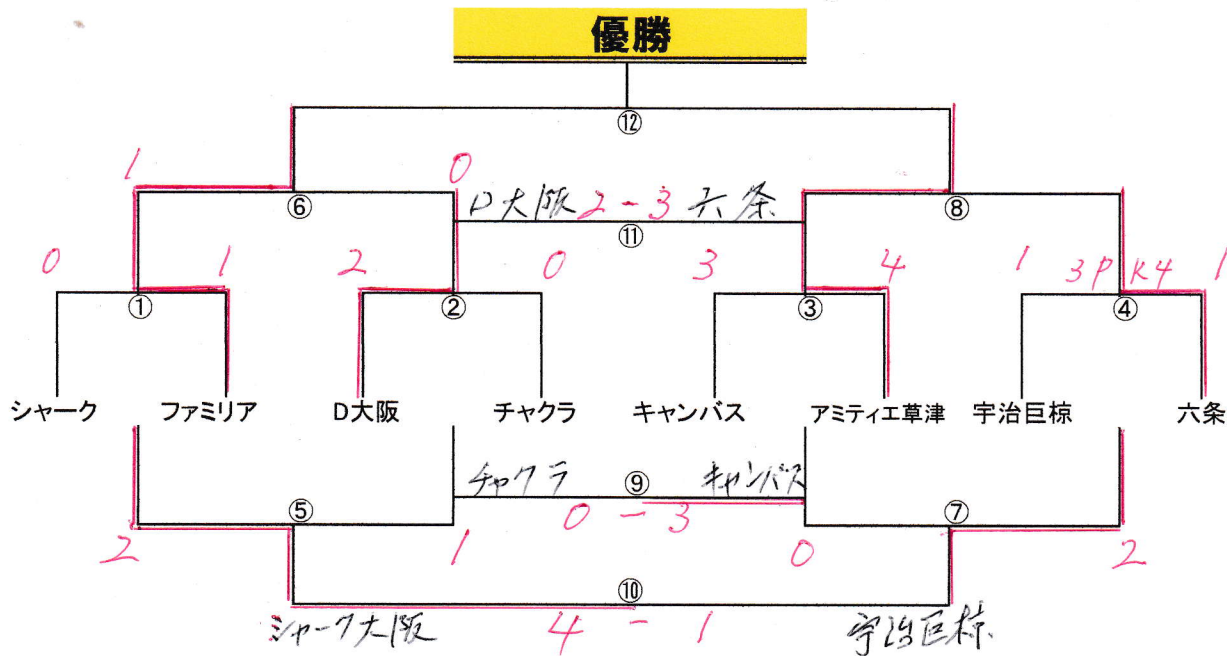 優勝
⑫
1 0
⑥ D大阪 2-3 六条 ⑧
⑪
0 1 2 0 3 4 1 3PK4 1
① ② ③ ④
シャーク ファミリア D大阪 チャクラ キャンバス アミティエ草津 宇治巨椋 六条
チャクラ ⑨ キャンバス
⑤ 0-3 ⑦
2 1 0 2
⑩
シャーク大阪 4-1 宇治巨椋